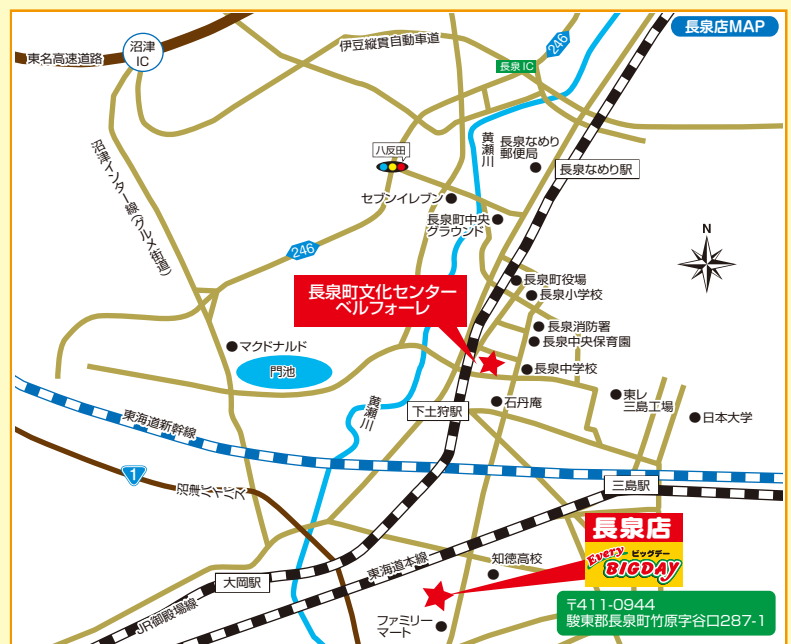 長泉店MAP
東名高速道路
沼津
IC
伊豆縦貫自動車道
246
長泉IC
八反田
黄瀬川
長泉なめり
郵便局
長泉なめり駅
沼津インター線(グルメ街道)
セブンイレブン
長泉町中央
グラウンド
246
N
長泉町文化センター
ベルフォーレ
長泉町役場
長泉小学校
長泉消防署
長泉中央保育園
マクドナルド
門池
長泉中学校
黄瀬川
下土狩駅
石丹庵
東レ
三島工場
日本大学
東海道新幹線
1
沼津バイパス
三島駅
長泉店
Every
ビッグデー
BIGDAY
知徳高校
東海道本線
大岡駅
JR御殿場線
ファミリー
マート
〒411-0944
駿東郡長泉町竹原字谷口287-1